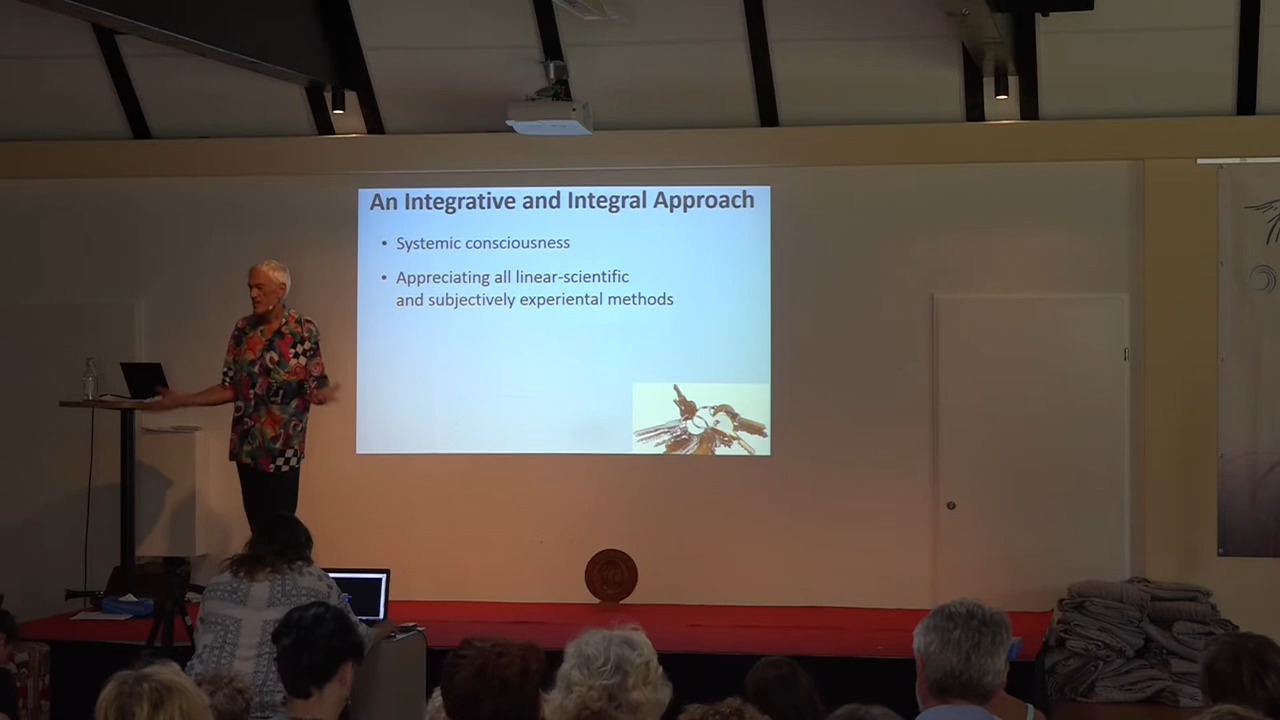 An Integrative and Integral Approach
• Systemic consciousness
• Appreciating all linear-scientific
and subjectively experiental methods